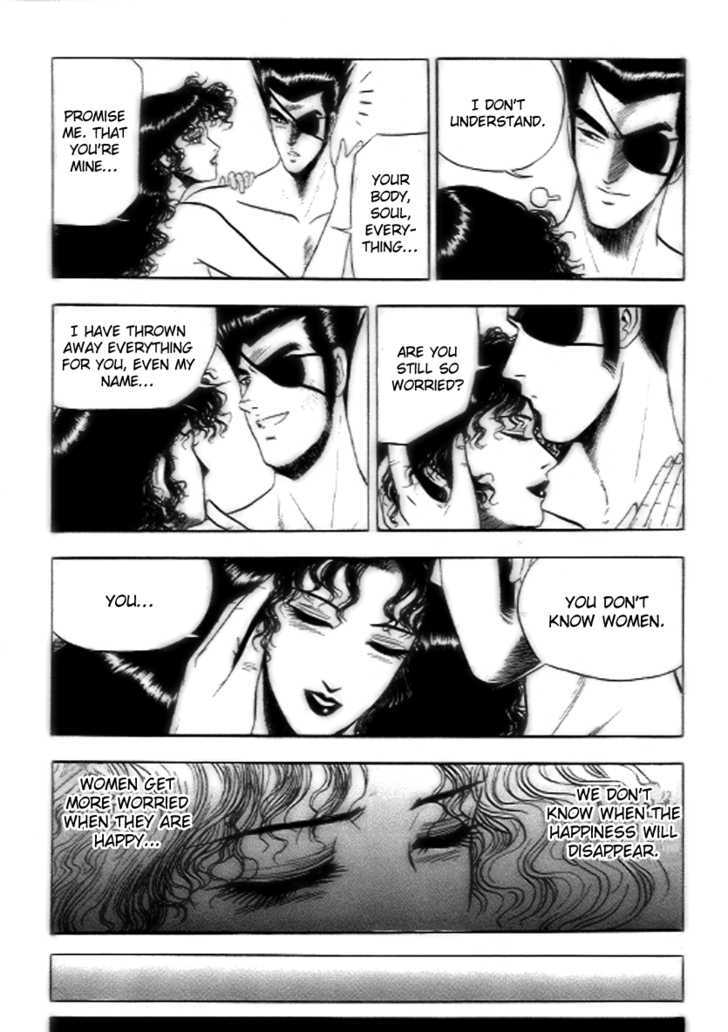 PROMISE
ME. THAT
YOU'RE
MINE...
YOUR
BODY,
SOUL,
EVERY-
THING...
I DON'T
UNDERSTAND.
I HAVE THROWN
AWAY EVERYTHING
FOR YOU, EVEN MY
NAME...
ARE YOU
STILL SO
WORRIED?
YOU...
YOU DON'T
KNOW WOMEN.
WOMEN GET
MORE WORRIED
WHEN THEY ARE
HAPPY...
WE DON'T
KNOW WHEN THE
HAPPINESS WILL
DISAPPEAR.